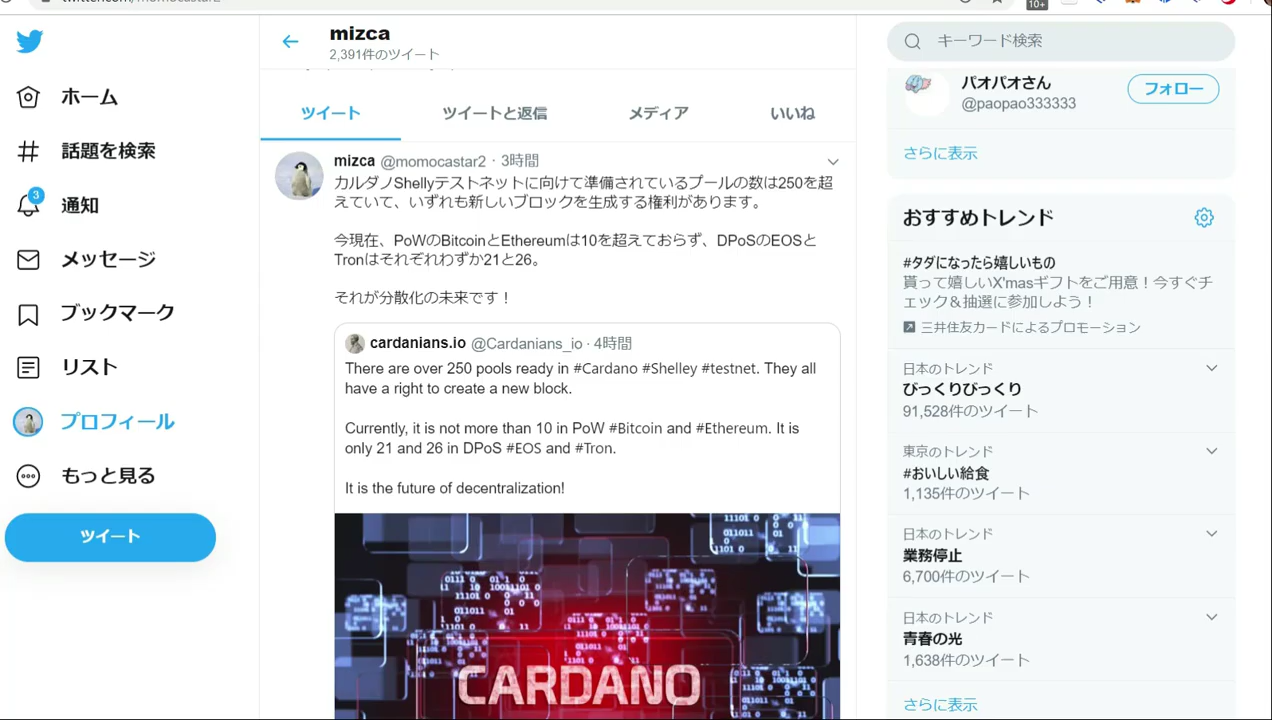 10+
ホーム
話題を検索
3
通知
メッセージ
ブックマーク
リスト
プロフィール
もっと見る
ツイート
mizca
2,391件のツイート
ツイート
ツイートと返信
メディア
いいね
mizca @momocastar2 · 3時間
カルダノShellyテストネットに向けて準備されているプールの数は250を超
えていて、いずれも新しいブロックを生成する権利があります。
今現在、PoWのBitcoinとEthereumは10を超えておらず、DPoSのEOSと
Tronはそれぞれわずか21と26。
それが分散化の未来です！
cardanians.io @Cardanians_io · 4時間
There are over 250 pools ready in #Cardano #Shelley #testnet. They all
have a right to create a new block.
Currently, it is not more than 10 in PoW #Bitcoin and #Ethereum. It is
only 21 and 26 in DPoS #EOS and #Tron.
It is the future of decentralization!
CARDANO
キーワード検索
パオパオさん
@paopao333333
フォロー
さらに表示
おすすめトレンド
#タダになったら嬉しいもの
貰って嬉しいX'masギフトをご用意！今すぐチ
ェック＆抽選に参加しよう！
三井住友カードによるプロモーション
日本のトレンド
びっくりびっくり
91,528件のツイート
東京のトレンド
#おいしい給食
1,135件のツイート
日本のトレンド
業務停止
6,700件のツイート
日本のトレンド
青春の光
1,638件のツイート
さらに表示